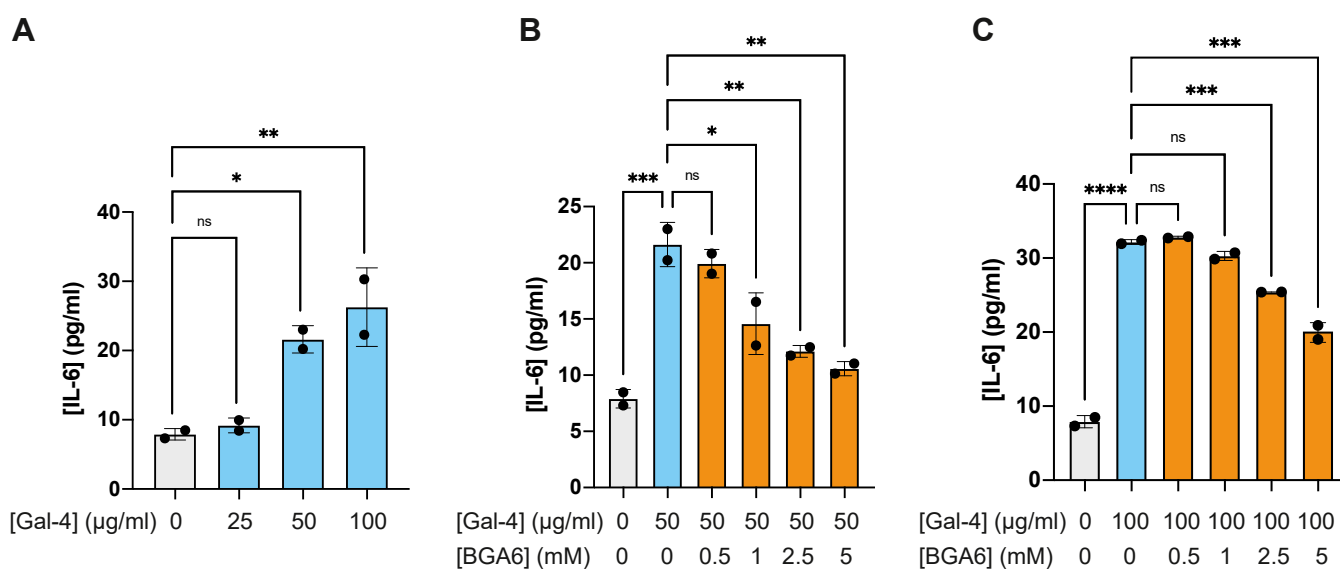 A
B
C
**
*
ns
[IL-6] (pg/ml)
40
30
20
10
0
[Gal-4] (µg/ml) 0 25 50 100
**
**
*
*** ns
[IL-6] (pg/ml)
25
20
15
10
5
0
[Gal-4] (µg/ml) 0 50 50 50 50 50
[BGA6] (mM) 0 0 0.5 1 2.5 5
***
***
ns
**** ns
[IL-6] (pg/ml)
40
30
20
10
0
[Gal-4] (µg/ml) 0 100 100 100 100 100
[BGA6] (mM) 0 0 0.5 1 2.5 5